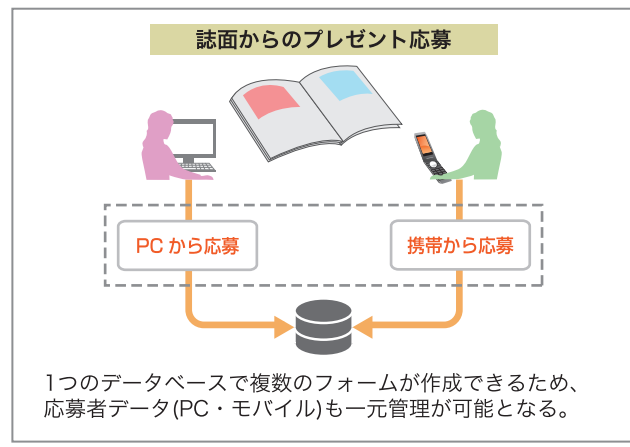 誌面からのプレゼント応募
PCから応募
携帯から応募
1つのデータベースで複数のフォームが作成できるため、
応募者データ(PC・モバイル)も一元管理が可能となる。